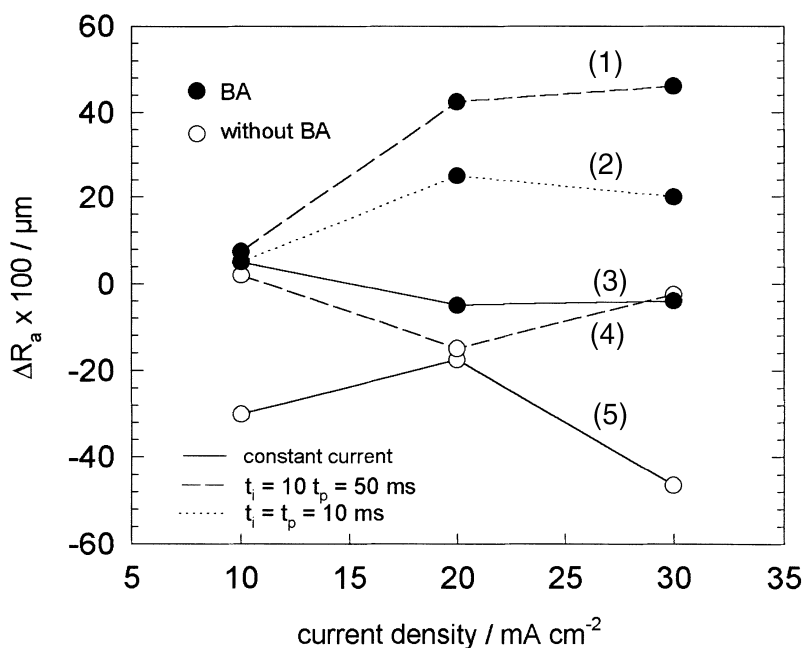 60
40
20
0
-20
-40
-60
ΔRₐ x 100 / µm
BA
without BA
(1)
(2)
(3)
(4)
(5)
constant current
tᵢ = 10 tₚ = 50 ms
tᵢ = tₚ = 10 ms
5 10 15 20 25 30 35
current density / mA cm⁻²